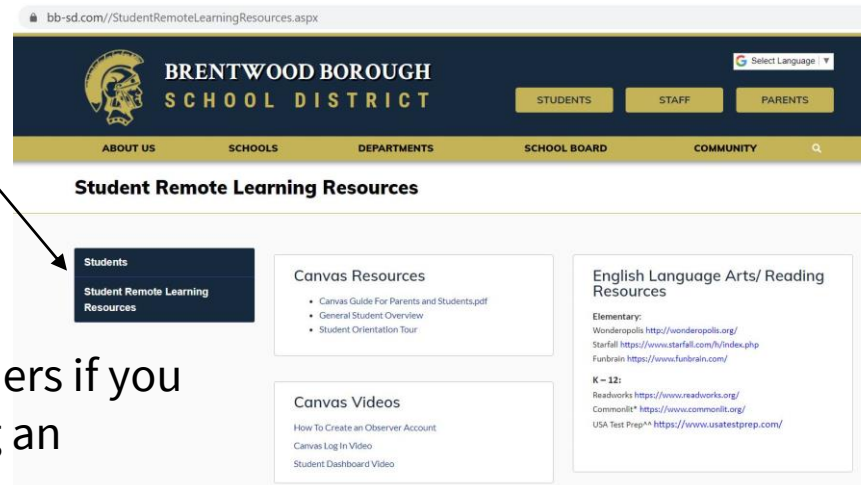 bb-sd.com//StudentRemoteLearningResources.aspx
BRENTWOOD BOROUGH
SCHOOL DISTRICT
Select Language
STUDENTS
STAFF
PARENTS
ABOUT US
SCHOOLS
DEPARTMENTS
SCHOOL BOARD
COMMUNITY
Student Remote Learning Resources
Students
Student Remote Learning
Resources
ers if you
g an
Canvas Resources
• Canvas Guide For Parents and Students.pdf
• General Student Overview
• Student Orientation Tour
Canvas Videos
How To Create an Observer Account
Canvas Log In Video
Student Dashboard Video
English Language Arts/ Reading
Resources
Elementary:
Wonderopolis http://wonderopolis.org/
Starfall https://www.starfall.com/h/index.php
Funbrain https://www.funbrain.com/
K – 12:
Readworks https://www.readworks.org/
Commonlit* https://www.commonlit.org/
USA Test Prep^^ https://www.usatestprep.com/